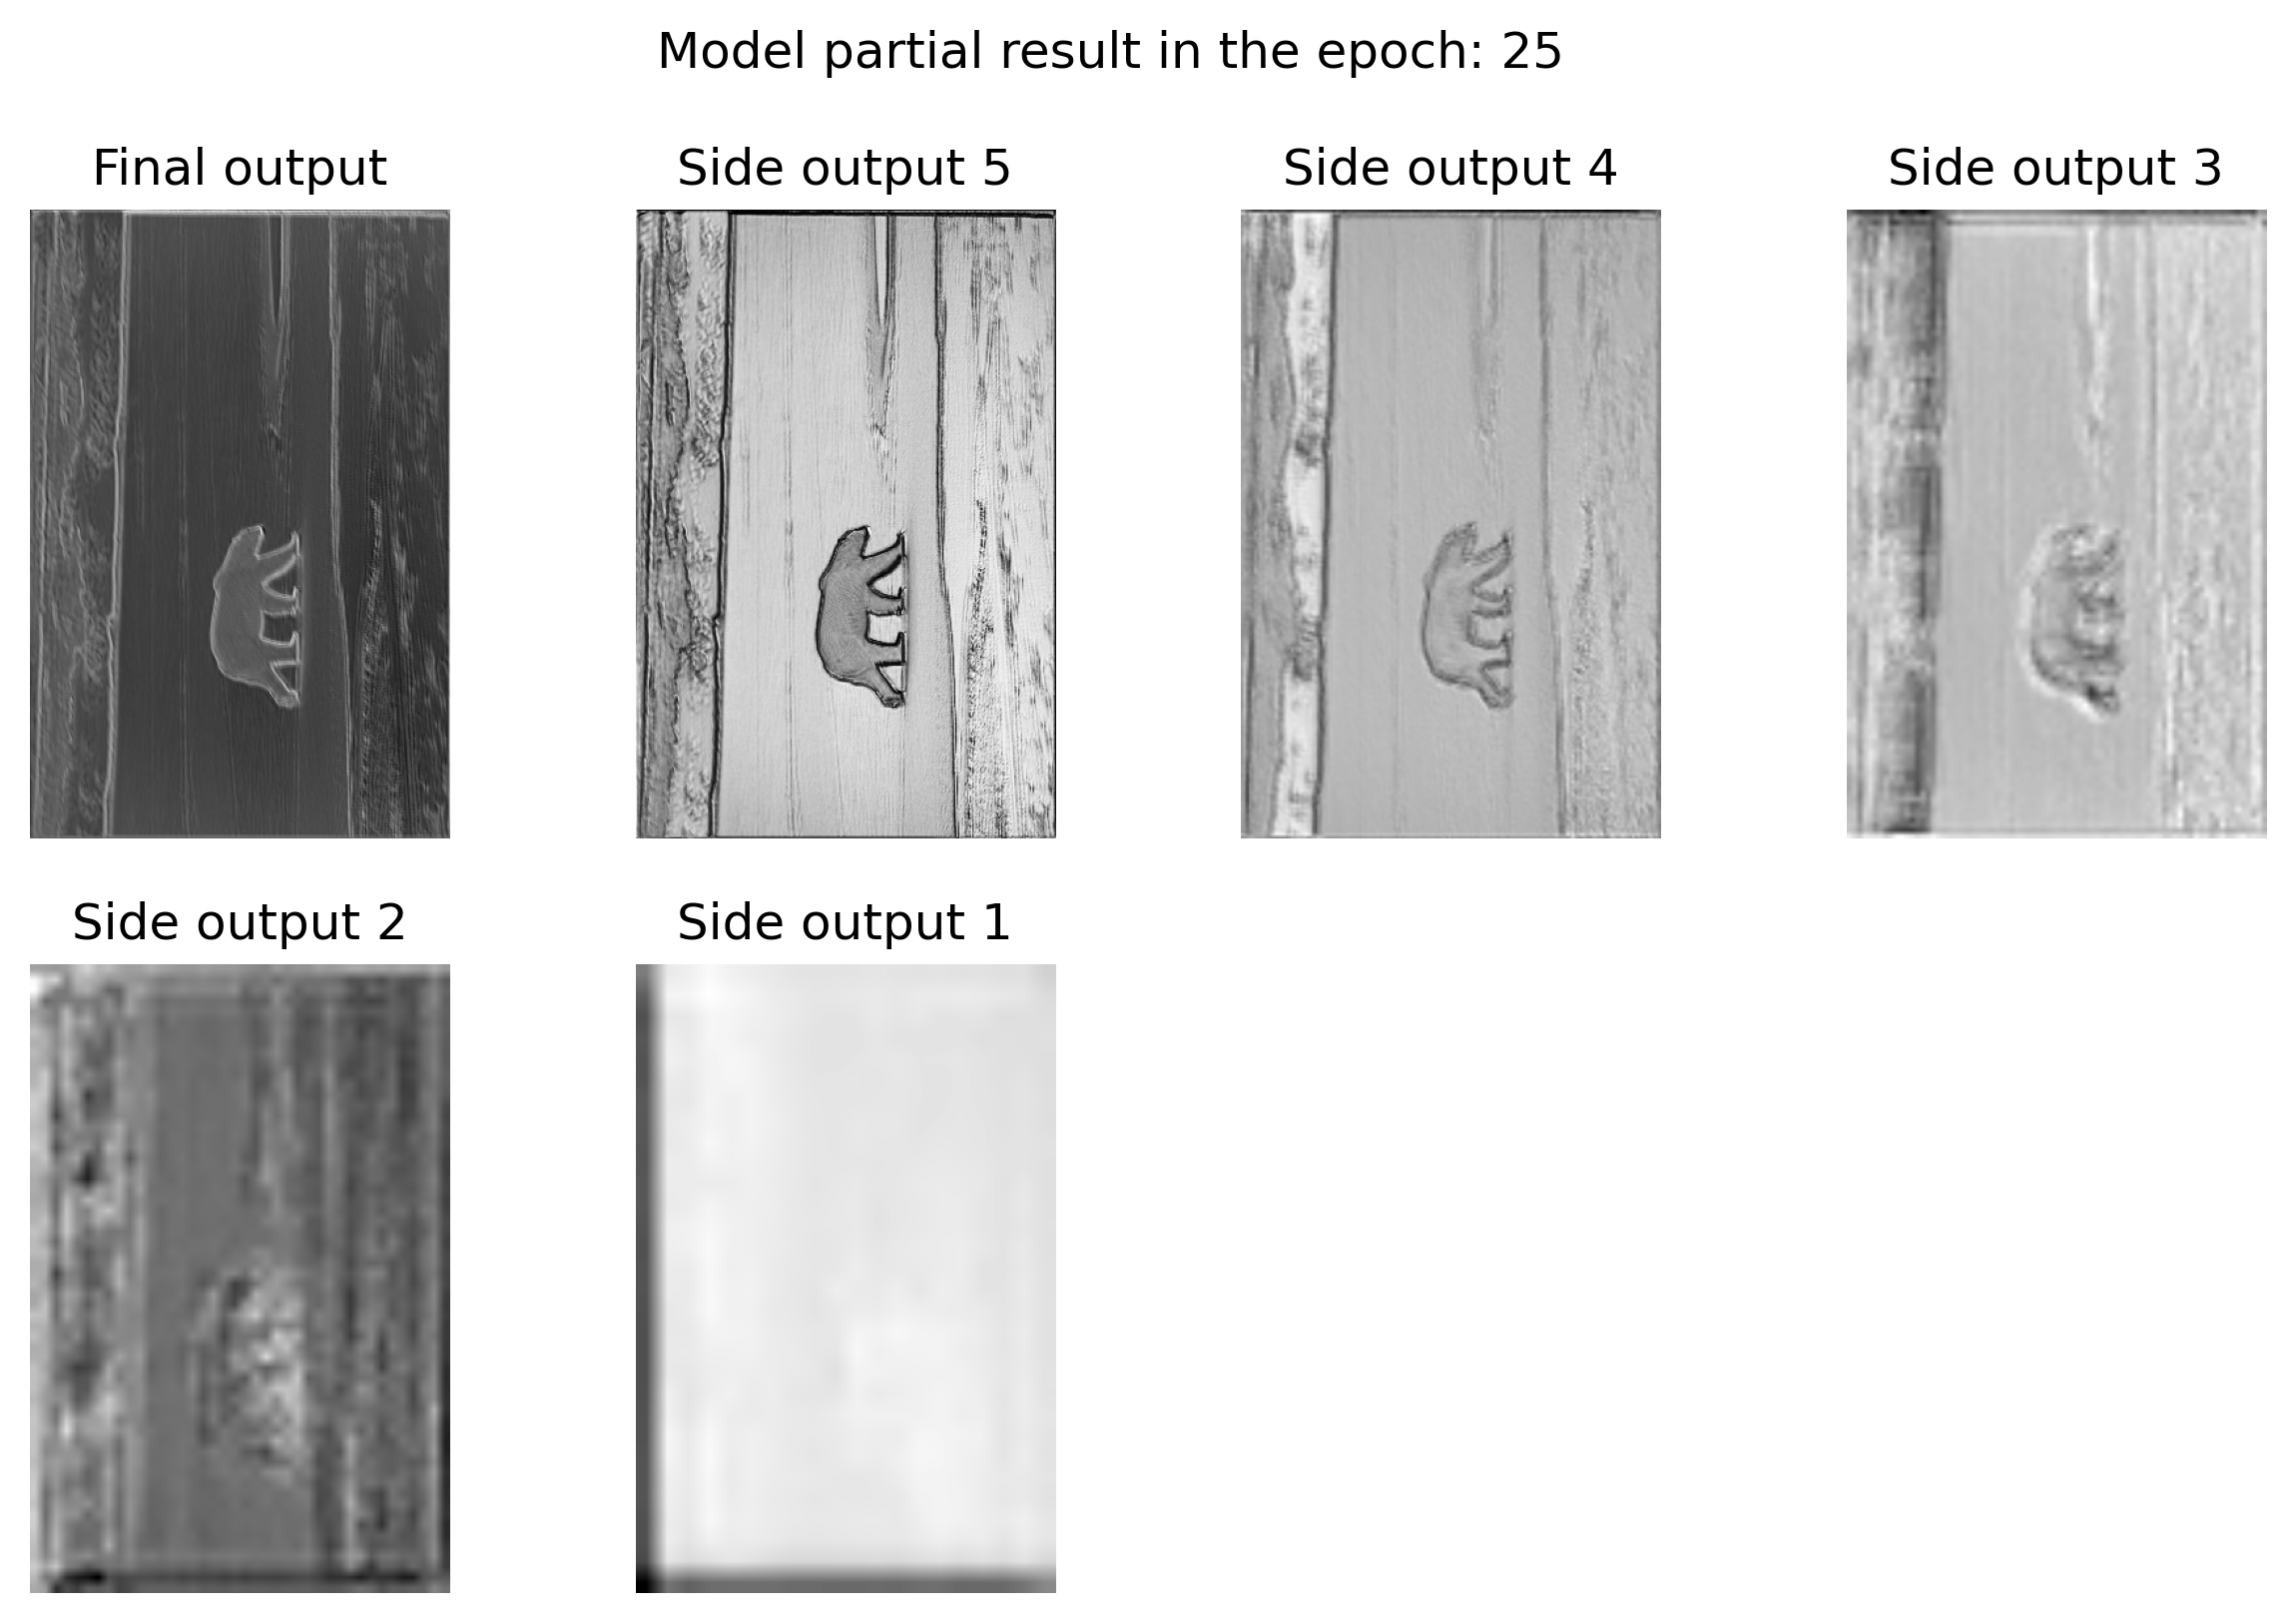 Model partial result in the epoch: 25
Final output
Side output 5
Side output 4
Side output 3
Side output 2
Side output 1